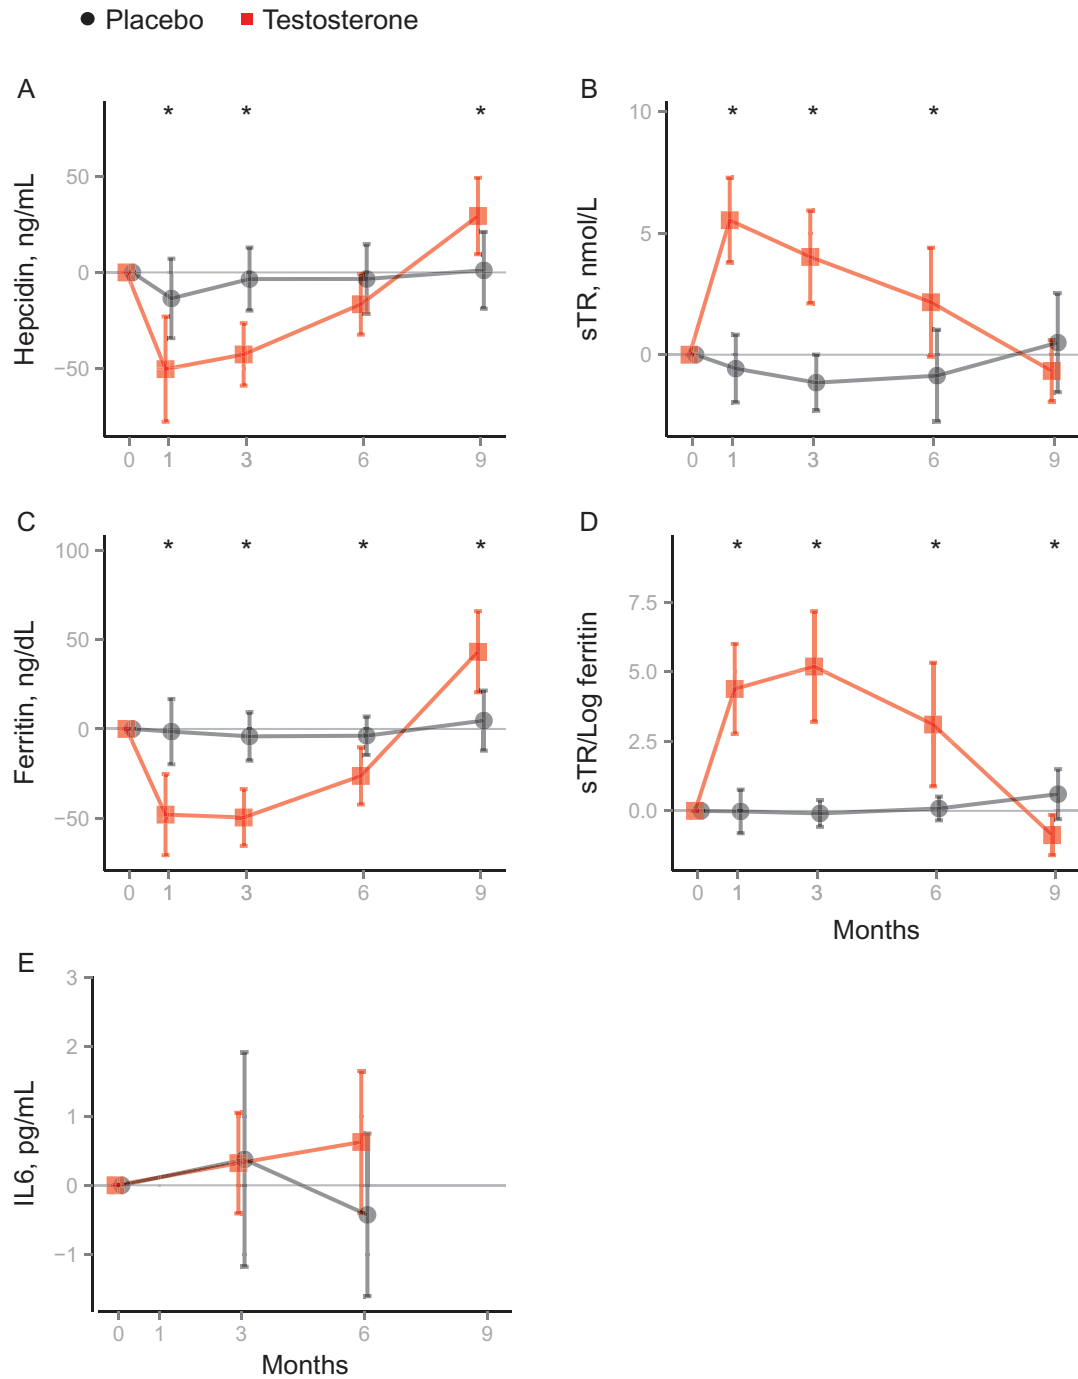 Placebo Testosterone
A
* * *
50
0
−50
Hepcidin, ng/mL
0 1 3 6 9
B
* * *
10
5
0
sTR, nmol/L
0 1 3 6 9
C
* * * *
100
50
0
−50
Ferritin, ng/dL
0 1 3 6 9
D
* * * *
7.5
5.0
2.5
0.0
sTR/Log ferritin
0 1 3 6 9
Months
E
3
2
1
0
−1
IL6, pg/mL
0 1 3 6 9
Months